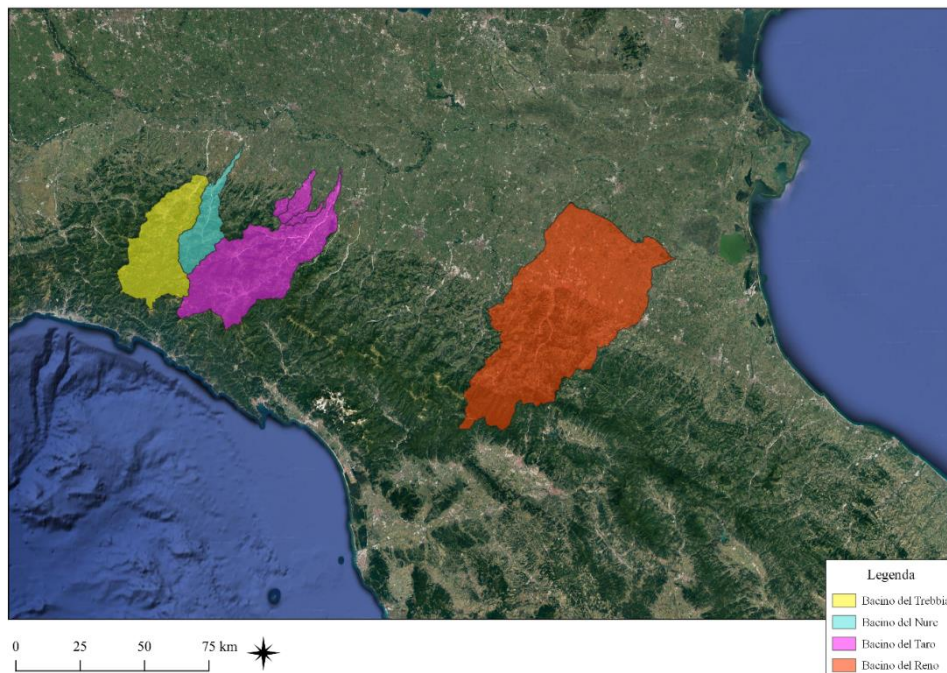 Legenda
Bacino del Trebbia
Bacino del Nure
Bacino del Taro
Bacino del Reno
0 25 50 75 km